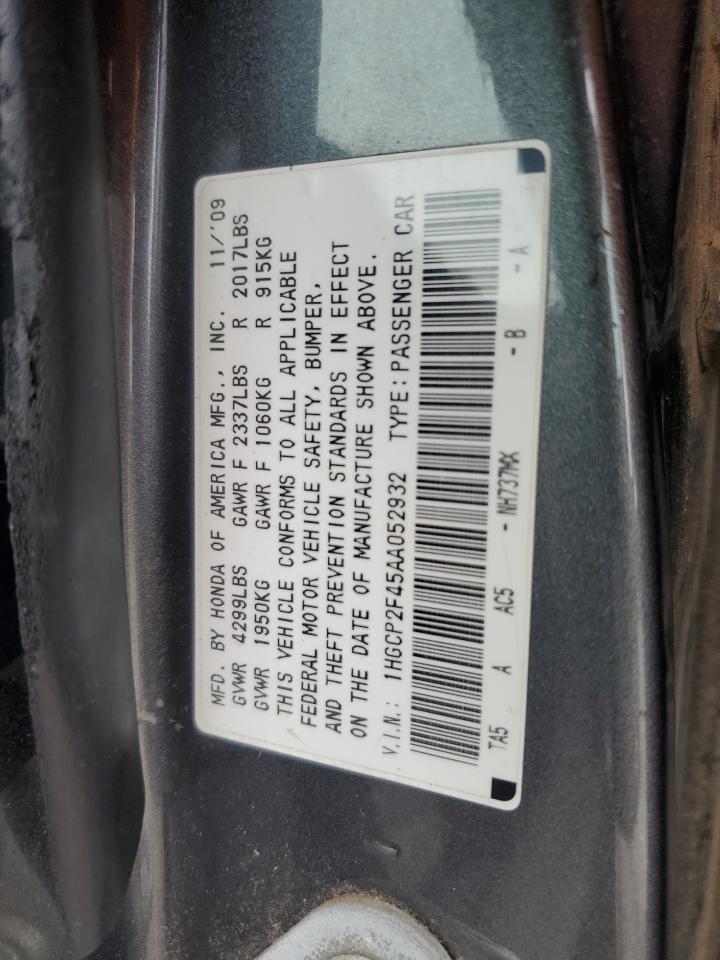 MFD. BY HONDA OF AMERICA MFG., INC. 11/'09
GVWR 4299LBS GAWR F 2337LBS R 2017LBS
GVWR 1950KG GAWR F 1060KG R 915KG
THIS VEHICLE CONFORMS TO ALL APPLICABLE
FEDERAL MOTOR VEHICLE SAFETY, BUMPER,
AND THEFT PREVENTION STANDARDS IN EFFECT
ON THE DATE OF MANUFACTURE SHOWN ABOVE.
V.I.N.: 1HGCP2F45AA052932 TYPE: PASSENGER CAR
TA5 A AC5 - NH737MX - B - A